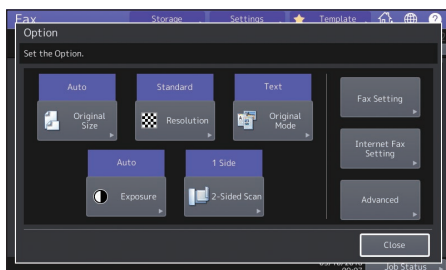 Fax Storage Settings Template ?
Option
Set the Option.
Auto Standard Text
Original Size
Resolution
Original Mode
Fax Setting
Auto 1 Side
Internet Fax Setting
Exposure
2-Sided Scan
Advanced
Close
Job Status